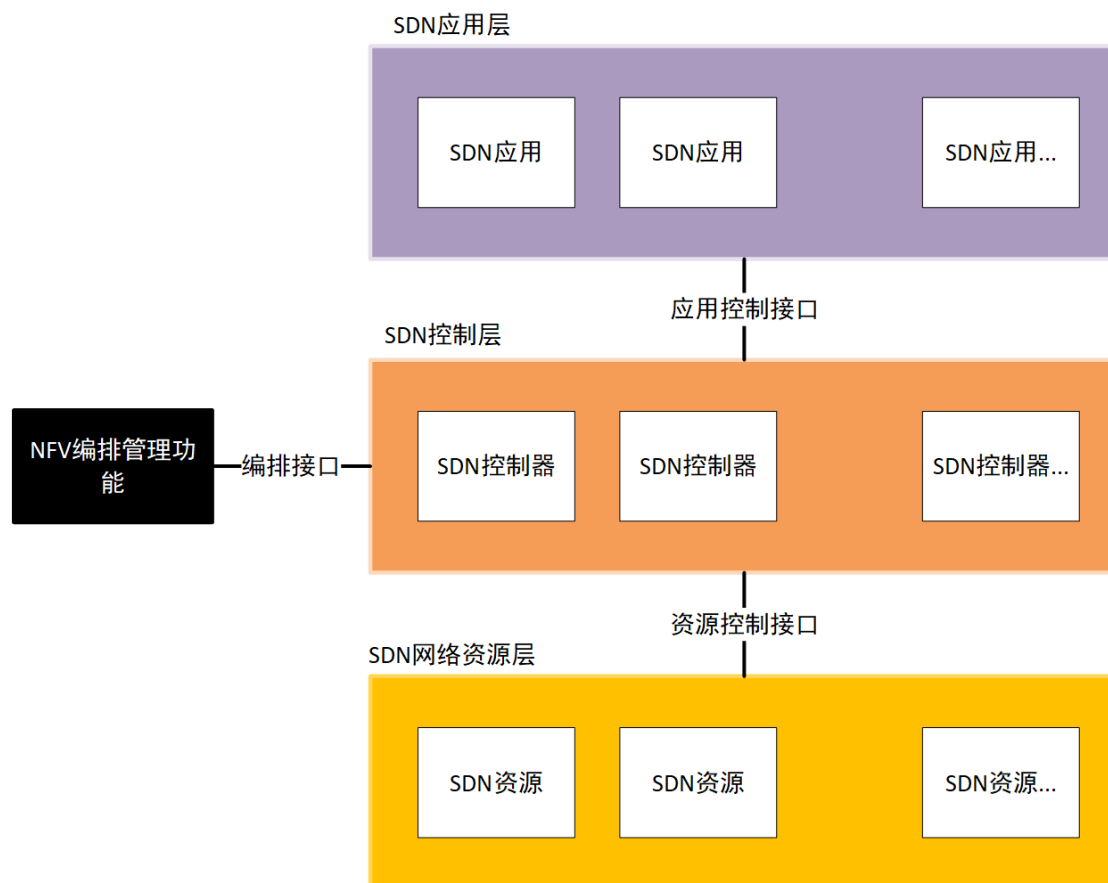 SDN应用层
SDN应用
SDN应用
SDN应用...
应用控制接口
SDN控制层
NFV编排管理功
能
编排接口
SDN控制器
SDN控制器
SDN控制器...
资源控制接口
SDN网络资源层
SDN资源
SDN资源
SDN资源...